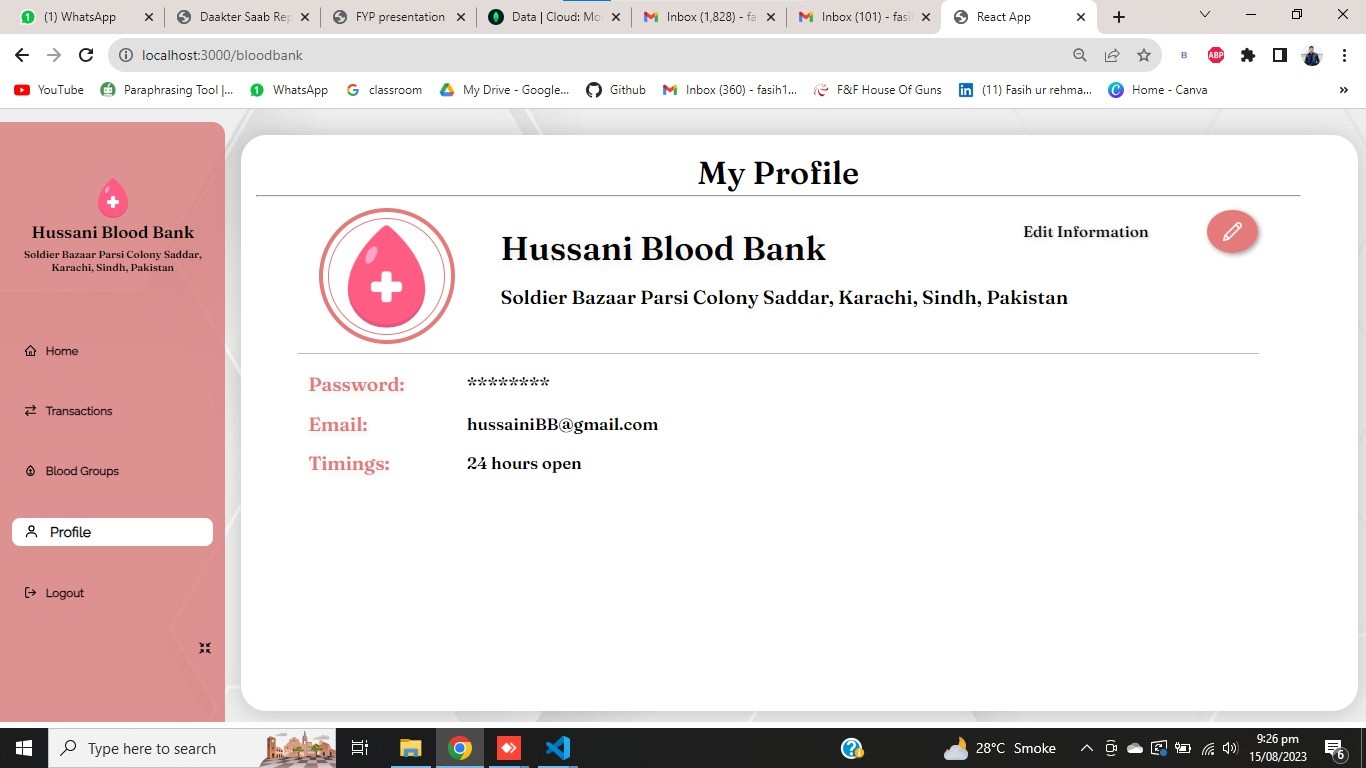 (1) WhatsApp
Daakter Saab Rep
FYP presentation
Data | Cloud: Mo
Inbox (1,828) - fa
Inbox (101) - fasi
React App
localhost:3000/bloodbank
B
ABP
YouTube
Paraphrasing Tool |...
WhatsApp
classroom
My Drive - Google...
Github
Inbox (360) - fasih1...
F&F House Of Guns
(11) Fasih ur rehma...
Home - Canva
»
Hussani Blood Bank
Soldier Bazaar Parsi Colony Saddar,
Karachi, Sindh, Pakistan
Home
Transactions
Blood Groups
Profile
Logout
My Profile
Hussani Blood Bank
Edit Information
Soldier Bazaar Parsi Colony Saddar, Karachi, Sindh, Pakistan
Password: ********
Email: hussainiBB@gmail.com
Timings: 24 hours open
Type here to search
28°C Smoke
9:26 pm
15/08/2023
6